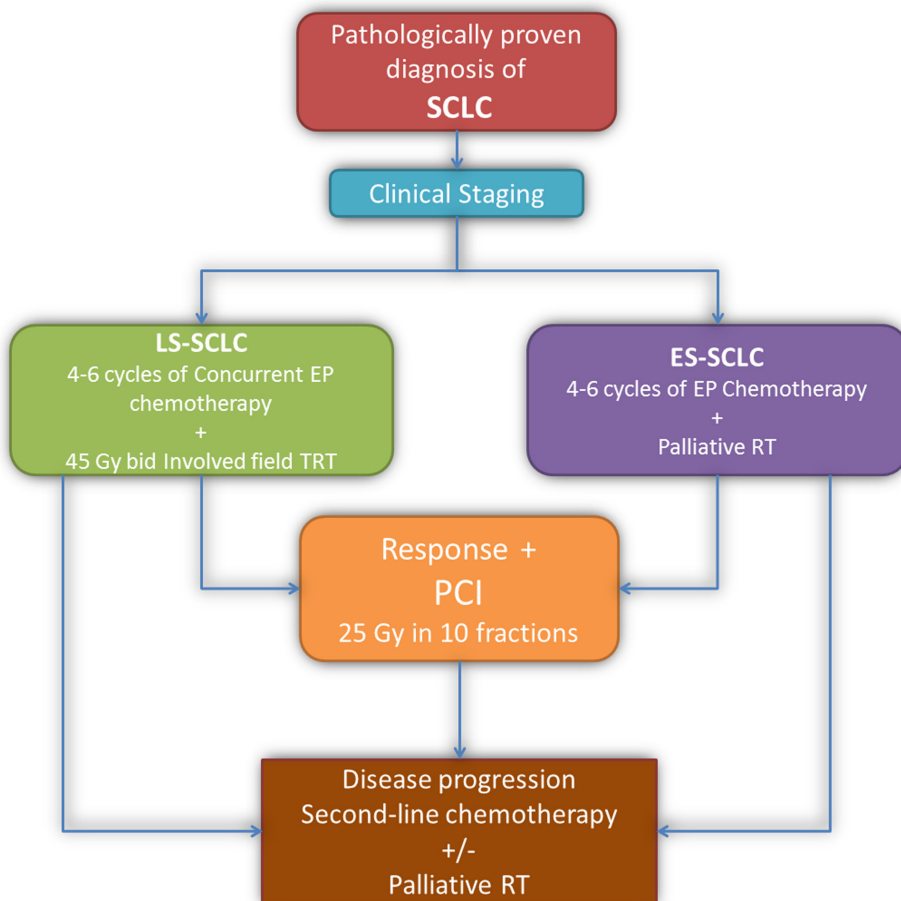 Pathologically proven
diagnosis of
SCLC
Clinical Staging
LS-SCLC
4-6 cycles of Concurrent EP
chemotherapy
+
45 Gy bid Involved field TRT
ES-SCLC
4-6 cycles of EP Chemotherapy
+
Palliative RT
Response +
PCI
25 Gy in 10 fractions
Disease progression
Second-line chemotherapy
+/-
Palliative RT